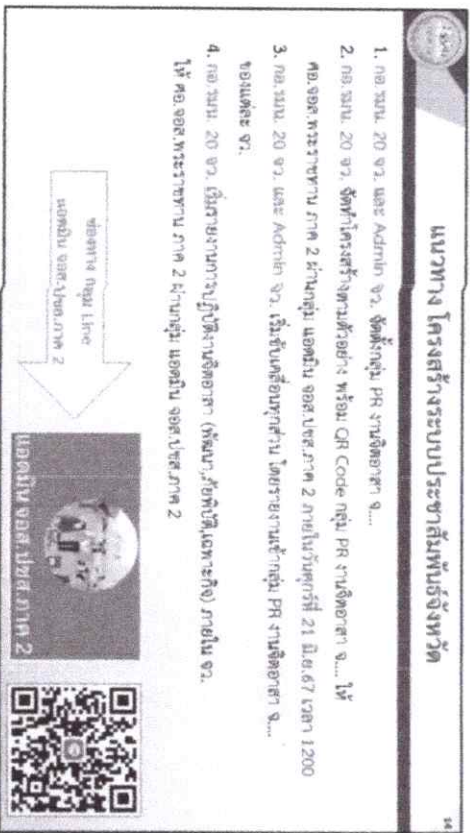 แนวทาง โครงสร้างระบบประชาสัมพันธ์จังหวัด
1. กอ.รมน. 20 จว. และ Admin จว. จัดตั้งกลุ่ม PR งานจิตอาสา จ....
2. กอ.รมน. 20 จว. จัดทำโครงสร้างตามตัวอย่าง พร้อม QR Code กลุ่ม PR งานจิตอาสา จ.... ให้
ศอ.จอส.พระราชทาน ภาค 2 ผ่านกลุ่ม แอดมิน จอส.ปชส.ภาค 2 ภายในวันศุกร์ที่ 21 มิ.ย.67 เวลา 1200
3. กอ.รมน. 20 จว. และ Admin จว. เริ่มขับเคลื่อนทุกส่วน โดยรายงานเข้ากลุ่ม PR งานจิตอาสา จ....
ของแต่ละ จว.
4. กอ.รมน. 20 จว. เริ่มรายงานการปฏิบัติงานจิตอาสา (พัฒนา,ภัยพิบัติ,เฉพาะกิจ) ภายใน จว.
ให้ ศอ.จอส.พระราชทาน ภาค 2 ผ่านกลุ่ม แอดมิน จอส.ปชส.ภาค 2
ช่องทาง กลุ่ม Line
แอดมิน จอส.ปชส.ภาค 2
แอดมิน จอส.ปชส.ภาค 2